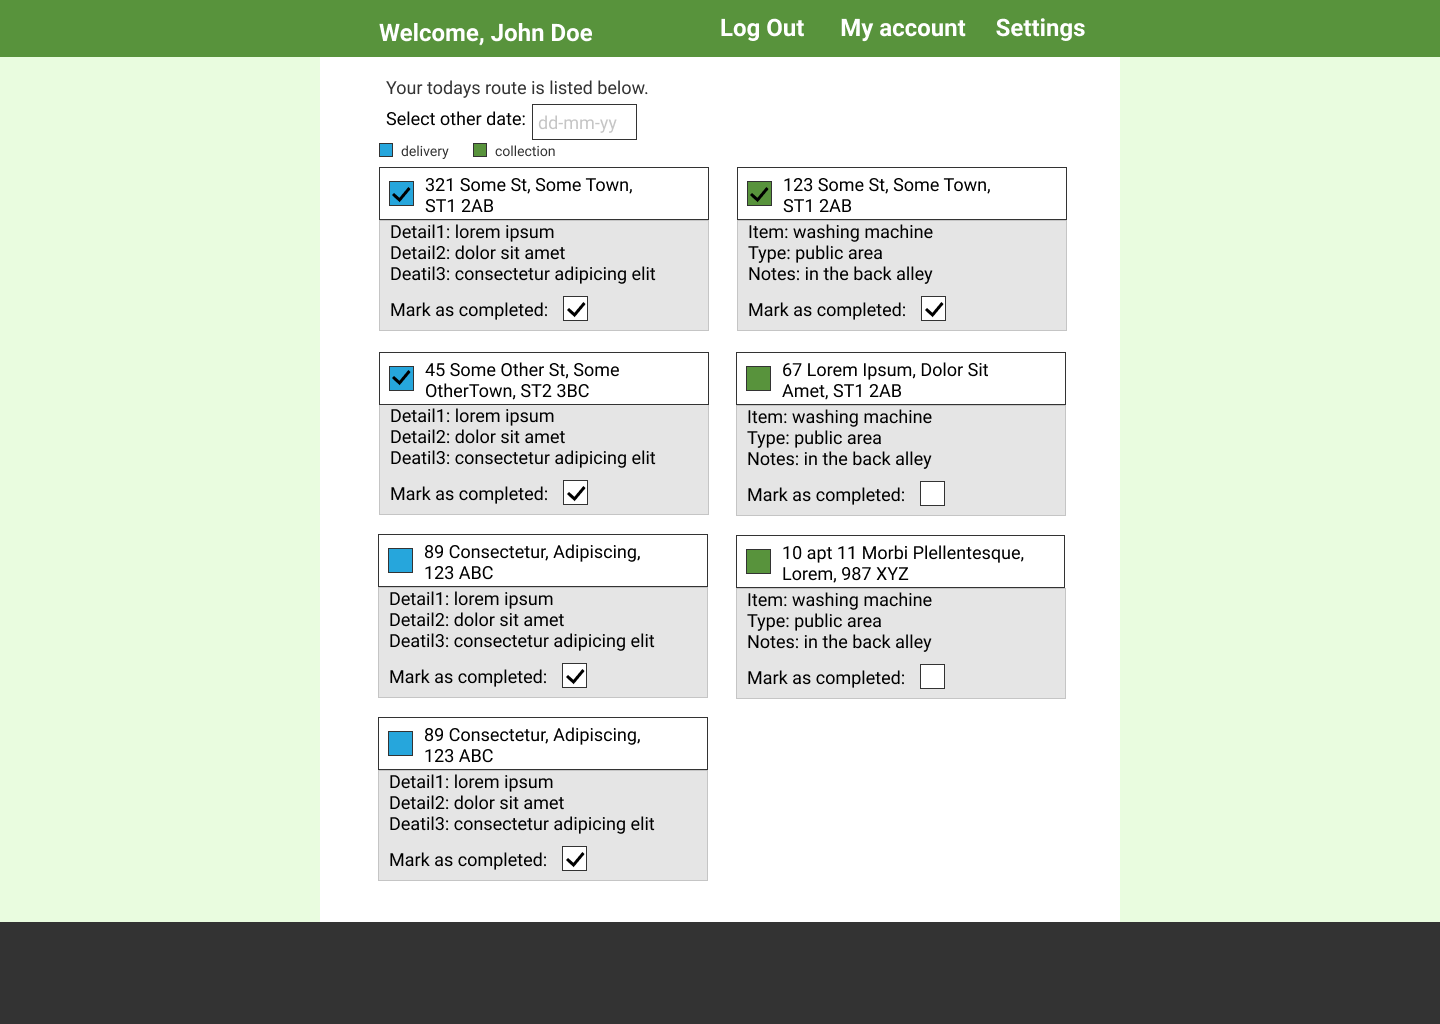 Welcome, John Doe
Log Out
My account
Settings
Your todays route is listed below.
Select other date: dd-mm-yy
delivery
collection
321 Some St, Some Town,
ST1 2AB
Detail1: lorem ipsum
Detail2: dolor sit amet
Deatil3: consectetur adipicing elit
Mark as completed:
123 Some St, Some Town,
ST1 2AB
Item: washing machine
Type: public area
Notes: in the back alley
Mark as completed:
45 Some Other St, Some
OtherTown, ST2 3BC
Detail1: lorem ipsum
Detail2: dolor sit amet
Deatil3: consectetur adipicing elit
Mark as completed:
67 Lorem Ipsum, Dolor Sit
Amet, ST1 2AB
Item: washing machine
Type: public area
Notes: in the back alley
Mark as completed:
89 Consectetur, Adipiscing,
123 ABC
Detail1: lorem ipsum
Detail2: dolor sit amet
Deatil3: consectetur adipicing elit
Mark as completed:
10 apt 11 Morbi Plellentesque,
Lorem, 987 XYZ
Item: washing machine
Type: public area
Notes: in the back alley
Mark as completed:
89 Consectetur, Adipiscing,
123 ABC
Detail1: lorem ipsum
Detail2: dolor sit amet
Deatil3: consectetur adipicing elit
Mark as completed: